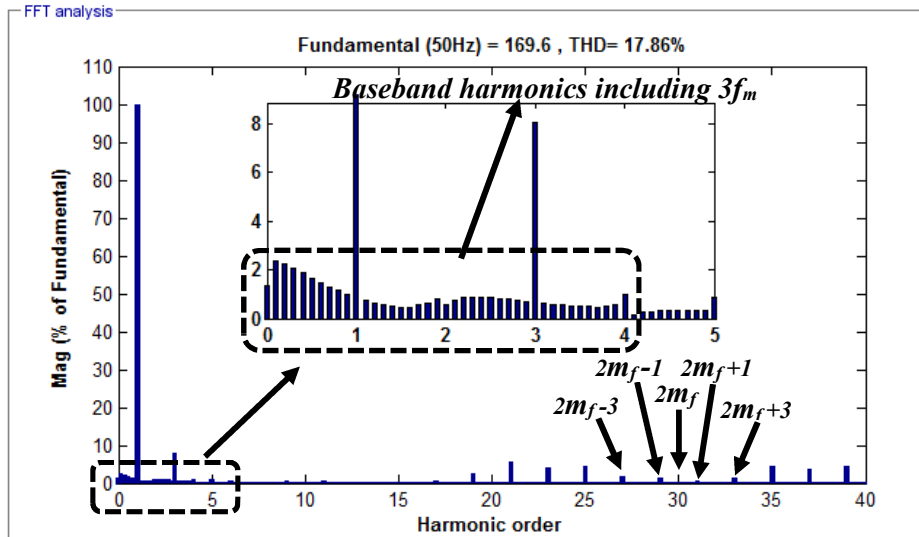 FFT analysis
Fundamental (50Hz) = 169.6 , THD= 17.86%
Baseband harmonics including 3fm
Mag (% of Fundamental)
110
100
90
80
70
60
50
40
30
20
10
0
8
6
4
2
0
0 1 2 3 4 5
2mf-1 2mf+1
2mf-3 2mf 2mf+3
0 5 10 15 20 25 30 35 40
Harmonic order